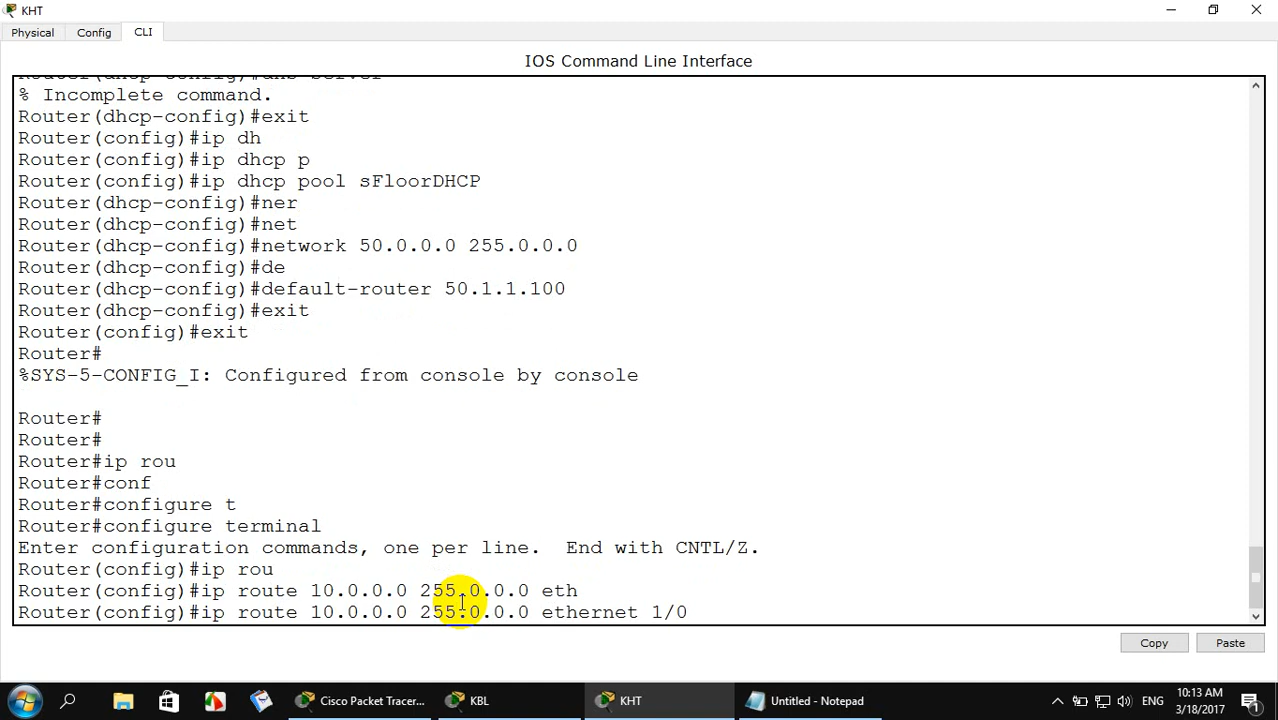 KHT
Physical
Config
CLI
IOS Command Line Interface
% Incomplete command.
Router(dhcp-config)#exit
Router(config)#ip dh
Router(config)#ip dhcp p
Router(config)#ip dhcp pool sFloorDHCP
Router(dhcp-config)#ner
Router(dhcp-config)#net
Router(dhcp-config)#network 50.0.0.0 255.0.0.0
Router(dhcp-config)#de
Router(dhcp-config)#default-router 50.1.1.100
Router(dhcp-config)#exit
Router(config)#exit
Router#
%SYS-5-CONFIG_I: Configured from console by console
Router#
Router#
Router#ip rou
Router#conf
Router#configure t
Router#configure terminal
Enter configuration commands, one per line.  End with CNTL/Z.
Router(config)#ip rou
Router(config)#ip route 10.0.0.0 255.0.0.0 eth
Router(config)#ip route 10.0.0.0 255.0.0.0 ethernet 1/0
Copy
Paste
Cisco Packet Tracer...
KBL
KHT
Untitled - Notepad
ENG
10:13 AM
3/18/2017